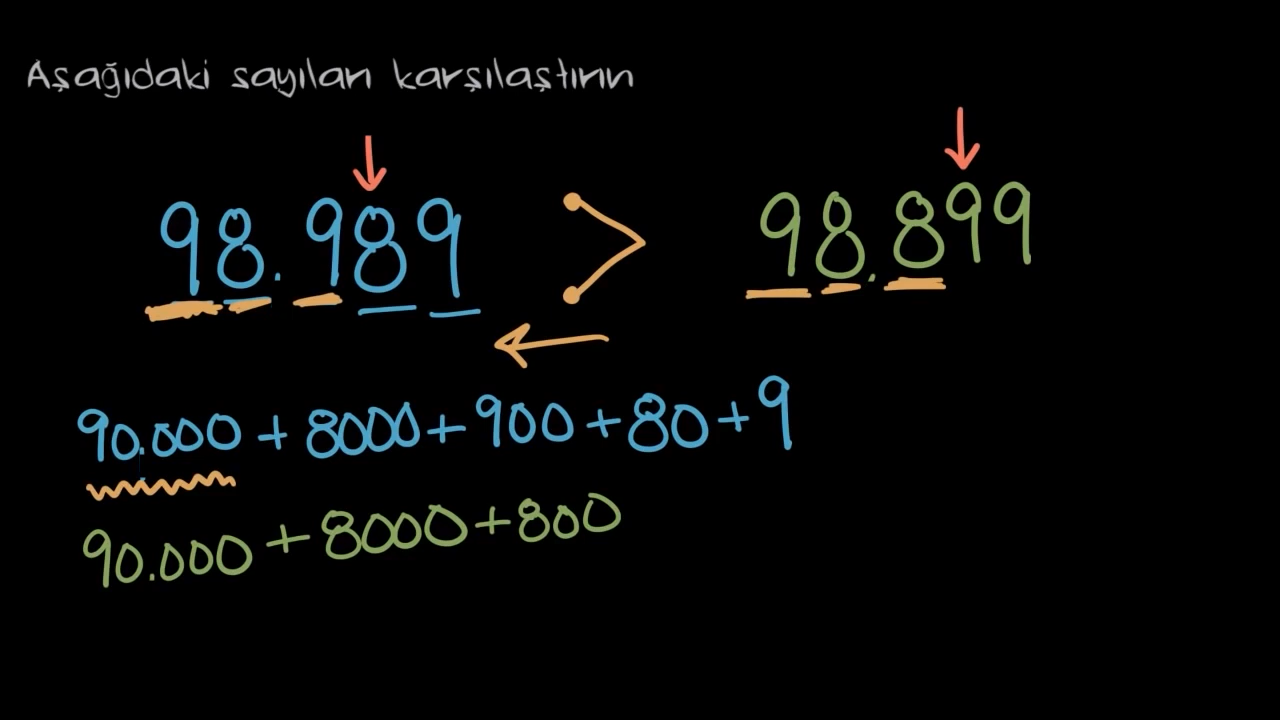 Aşağıdaki sayıları karşılaştırın
98.989 > 98.899
90.000 + 8000 + 900 + 80 + 9
90.000 + 8000 + 800